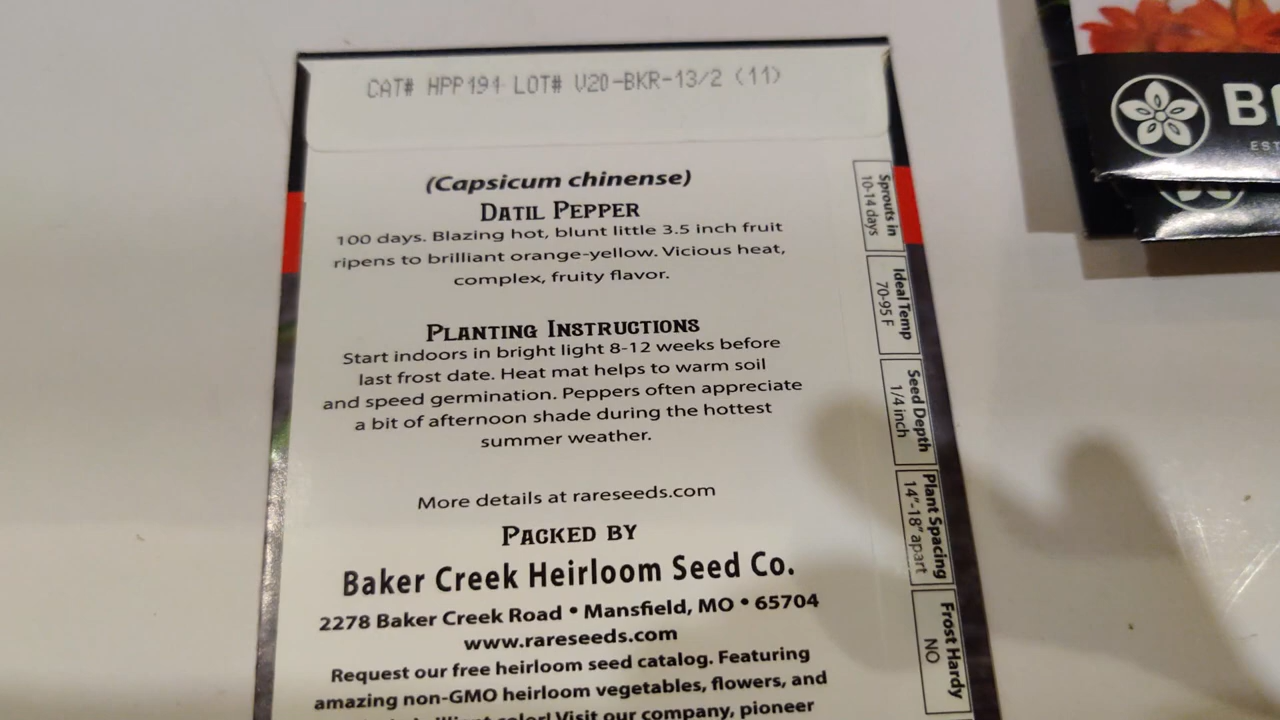 CAT# HPP191 LOT# V20-BKR-13/2 (11)
(Capsicum chinense)
DATIL PEPPER
100 days. Blazing hot, blunt little 3.5 inch fruit
ripens to brilliant orange-yellow. Vicious heat,
complex, fruity flavor.
PLANTING INSTRUCTIONS
Start indoors in bright light 8-12 weeks before
last frost date. Heat mat helps to warm soil
and speed germination. Peppers often appreciate
a bit of afternoon shade during the hottest
summer weather.
More details at rareseeds.com
PACKED BY
Baker Creek Heirloom Seed Co.
2278 Baker Creek Road • Mansfield, MO • 65704
www.rareseeds.com
Request our free heirloom seed catalog. Featuring
amazing non-GMO heirloom vegetables, flowers, and
color! Visit our company, pioneer
Sprouts in
10-14 days
Ideal Temp
70-95 F
Seed Depth
1/4 inch
Plant Spacing
14"-18" apart
Frost Hardy
NO
EST